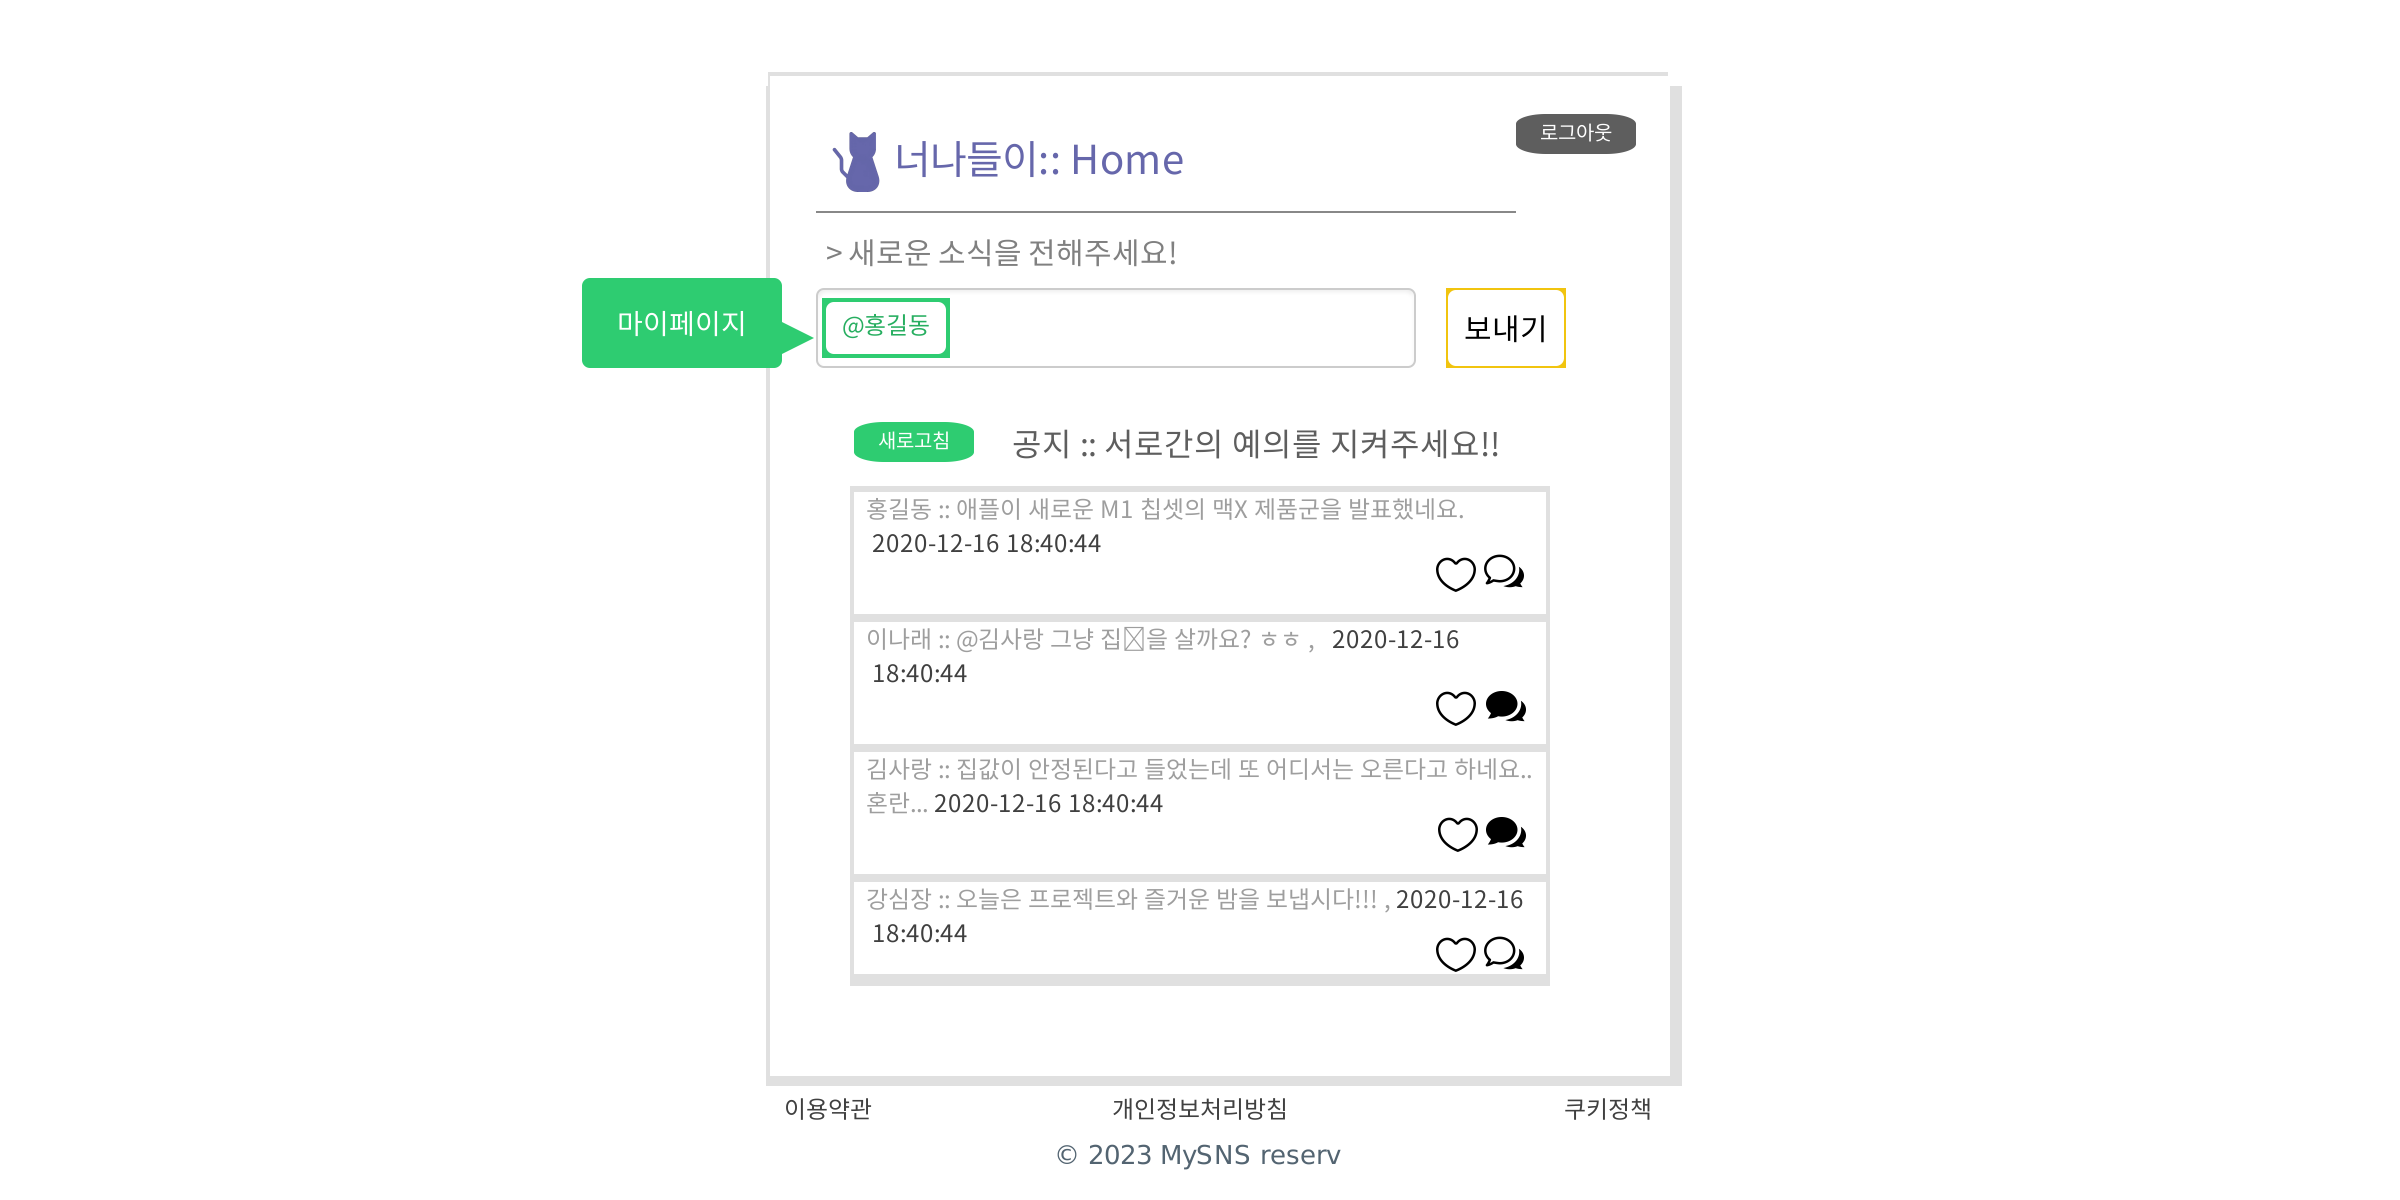 너나들이:: Home
로그아웃
> 새로운 소식을 전해주세요!
마이페이지
@홍길동
보내기
새로고침
공지 :: 서로간의 예의를 지켜주세요!!
홍길동 :: 애플이 새로운 M1 칩셋의 맥X 제품군을 발표했네요.
2020-12-16 18:40:44
이나래 :: @김사랑 그냥 집을 살까요? ㅎㅎ , 2020-12-16
18:40:44
김사랑 :: 집값이 안정된다고 들었는데 또 어디서는 오른다고 하네요..
혼란... 2020-12-16 18:40:44
강심장 :: 오늘은 프로젝트와 즐거운 밤을 보냅시다!!! , 2020-12-16
18:40:44
이용약관
개인정보처리방침
쿠키정책
© 2023 MySNS reserv